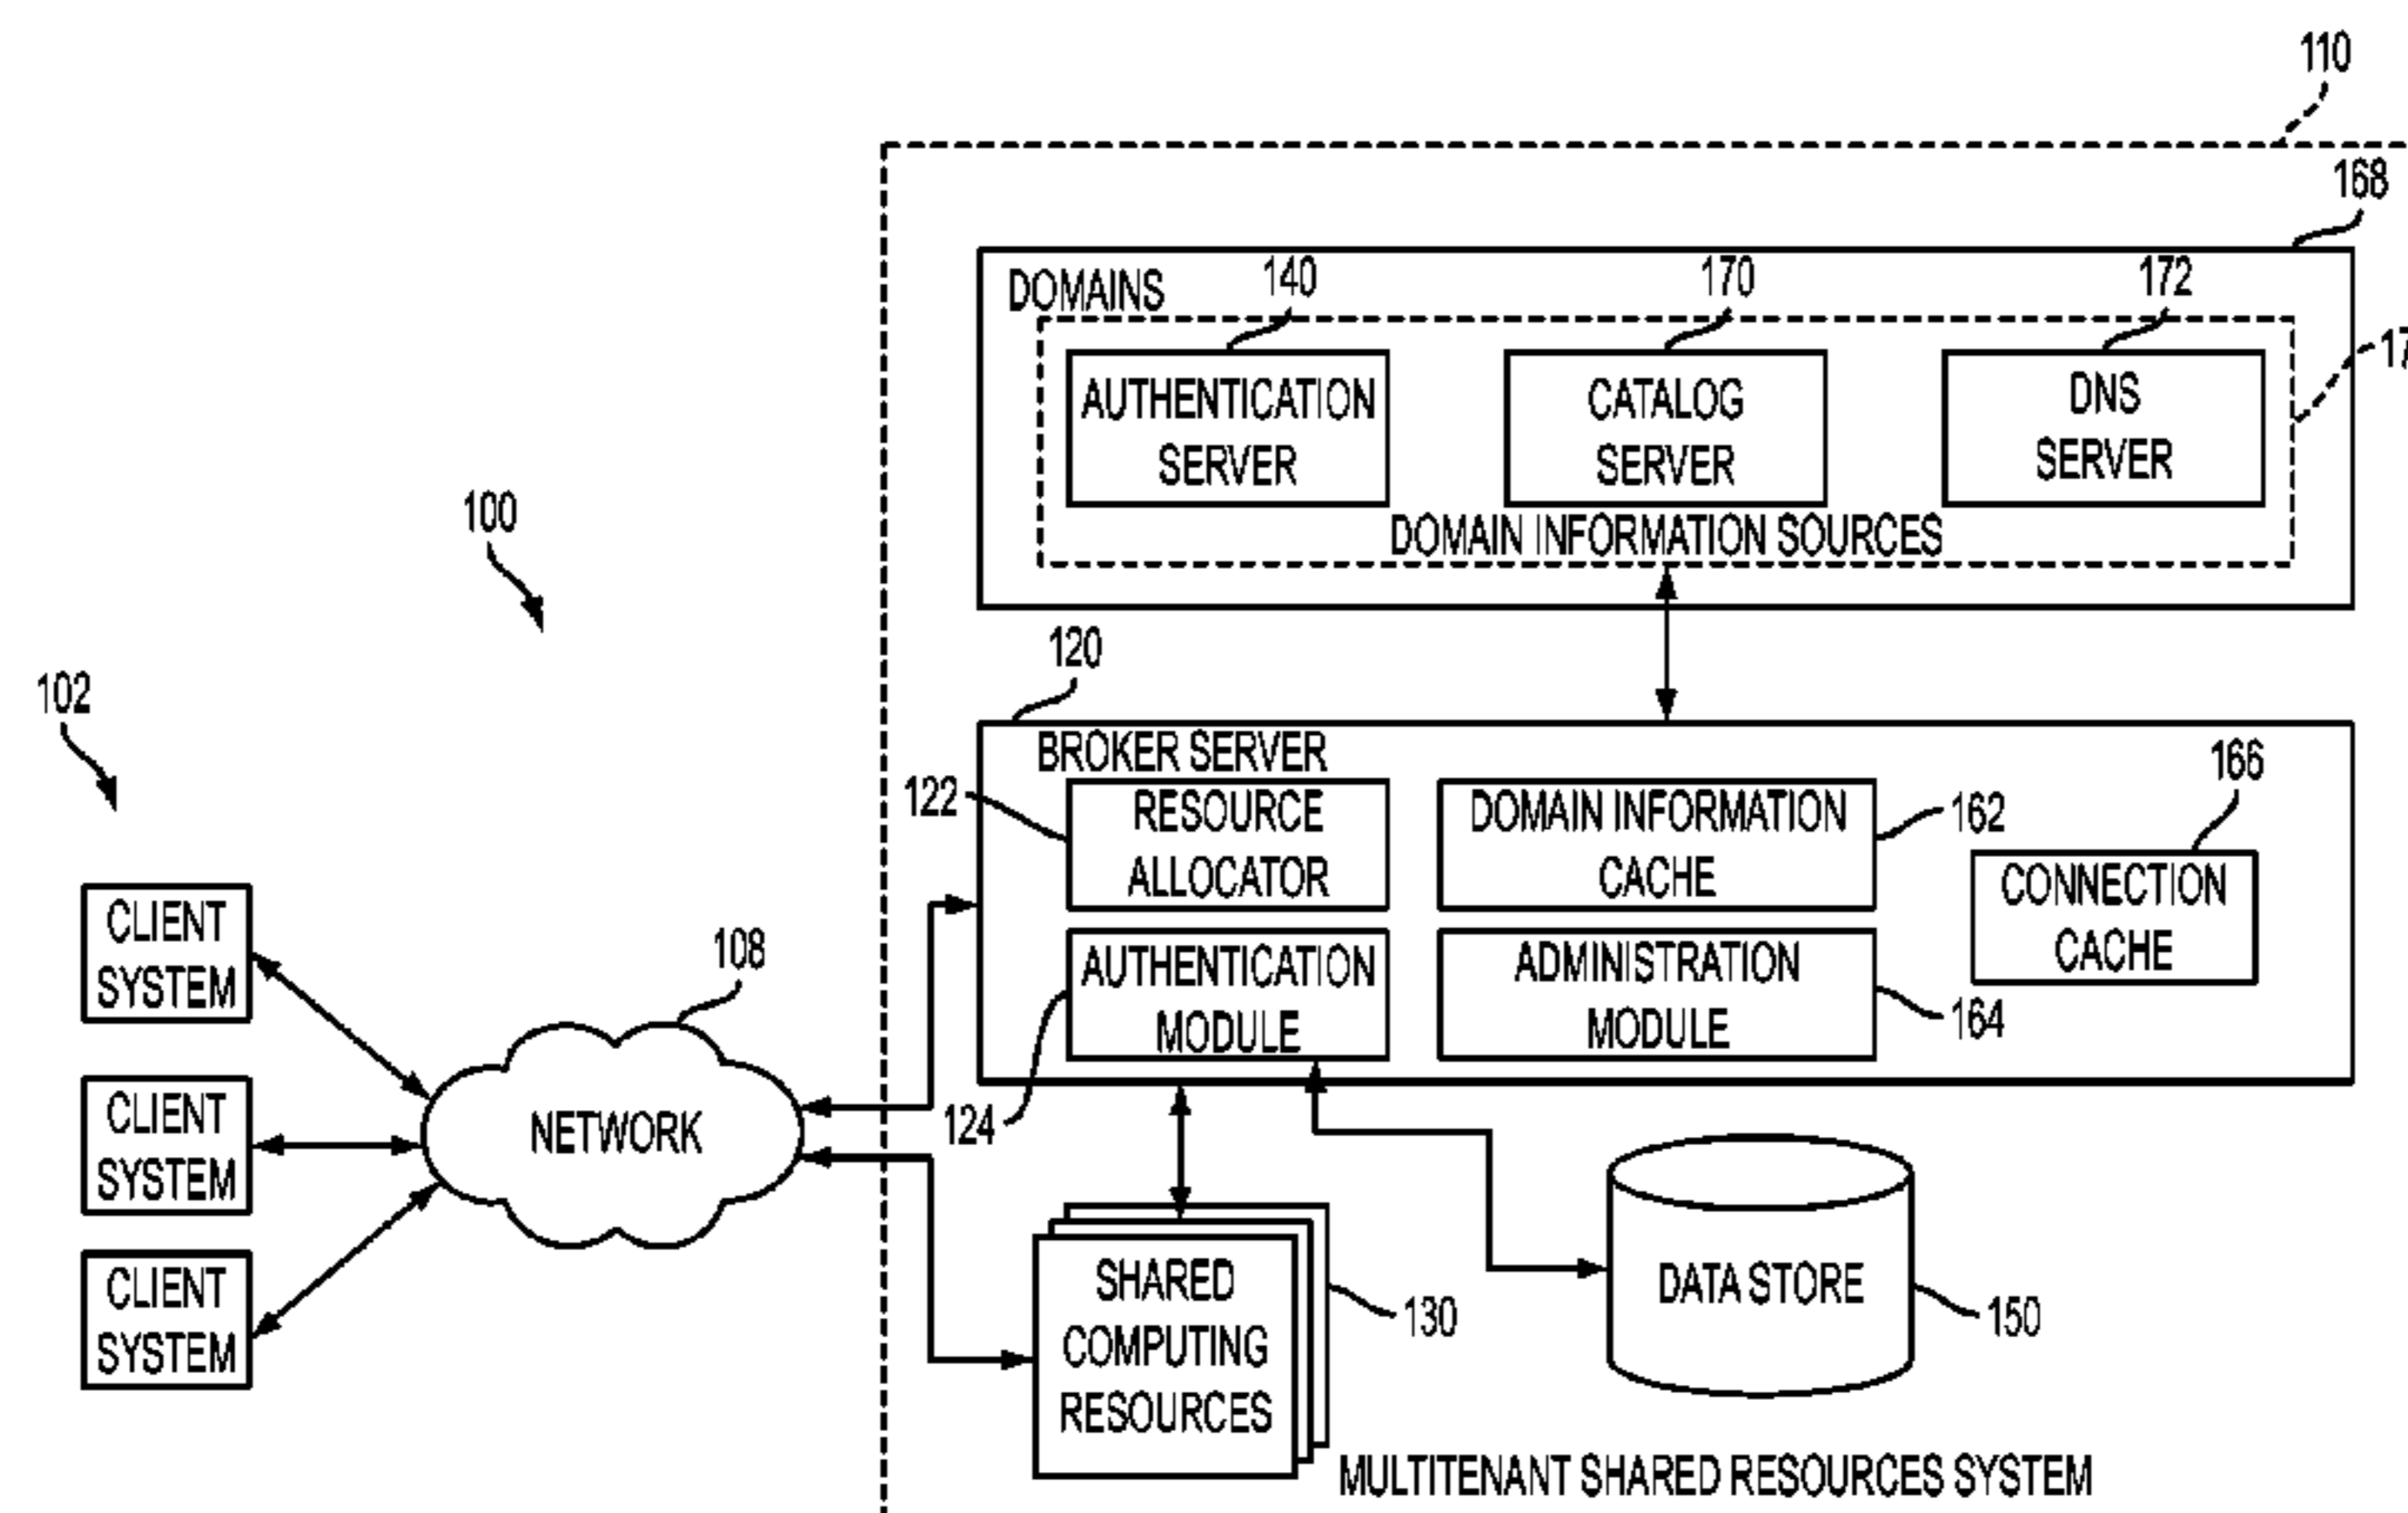 110
168
DOMAINS
140
170
172
AUTHENTICATION
SERVER
CATALOG
SERVER
DNS
SERVER
DOMAIN INFORMATION SOURCES
100
120
102
BROKER SERVER
122
RESOURCE
ALLOCATOR
DOMAIN INFORMATION
CACHE
162
166
CONNECTION
CACHE
AUTHENTICATION
MODULE
ADMINISTRATION
MODULE
164
124
CLIENT
SYSTEM
108
CLIENT
SYSTEM
NETWORK
CLIENT
SYSTEM
SHARED
COMPUTING
RESOURCES
130
DATA STORE
150
MULTITENANT SHARED RESOURCES SYSTEM